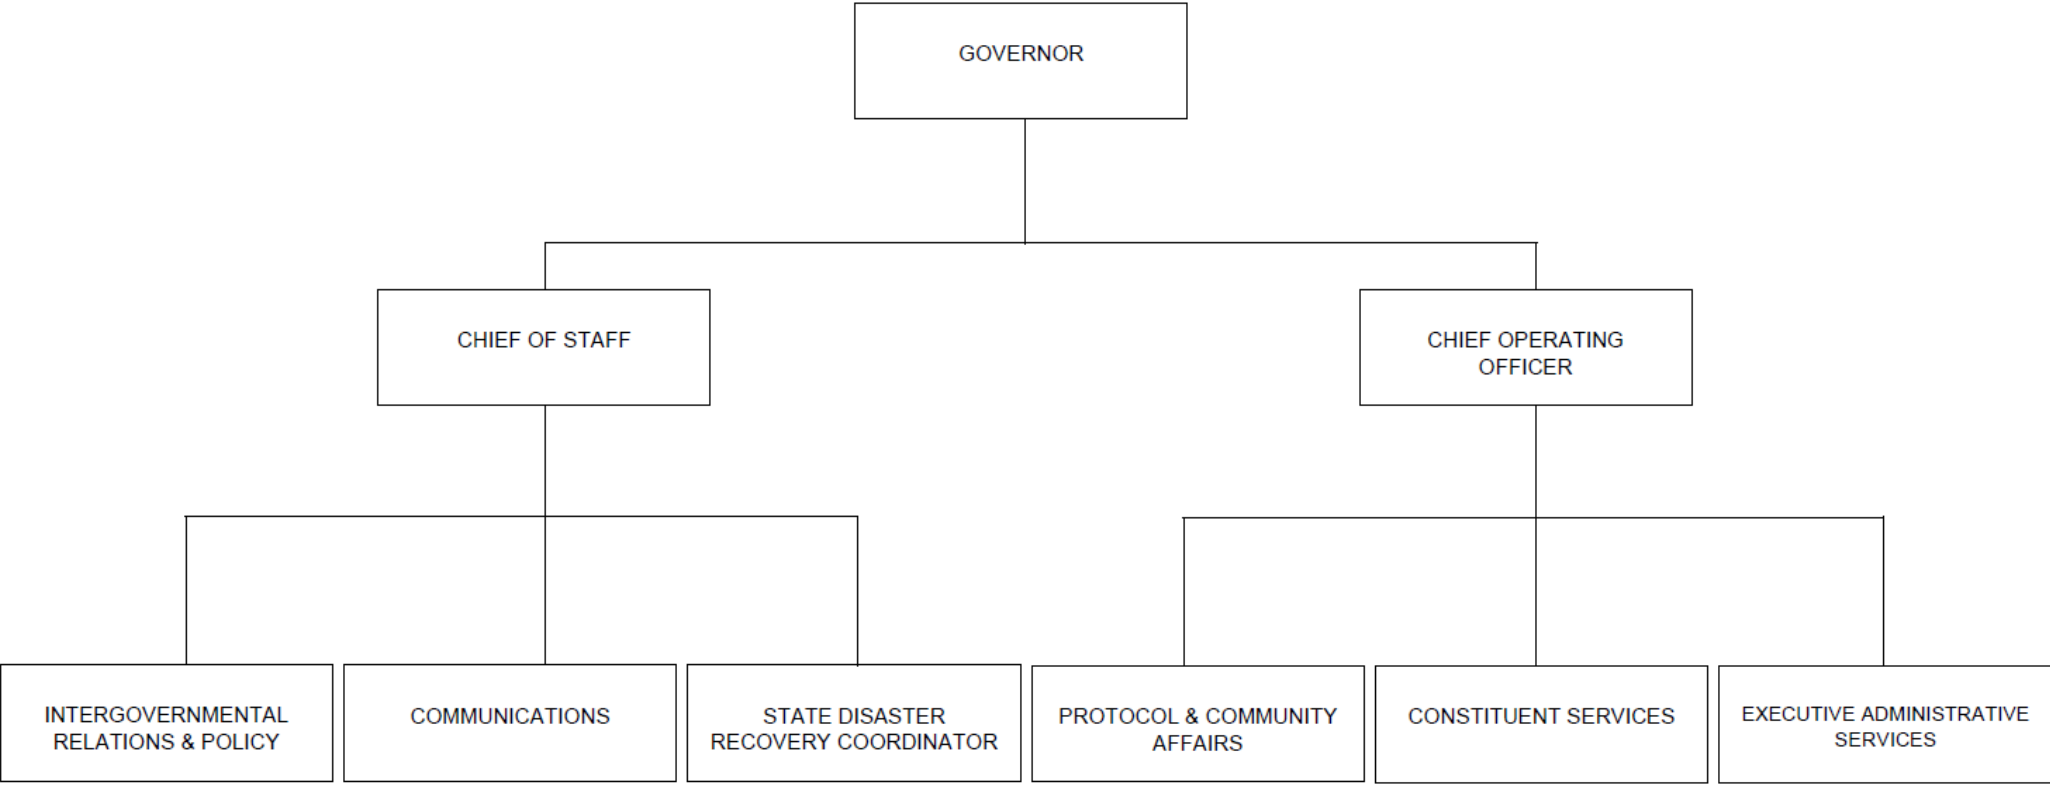 GOVERNOR
CHIEF OF STAFF
CHIEF OPERATING
OFFICER
INTERGOVERNMENTAL
RELATIONS & POLICY
COMMUNICATIONS
STATE DISASTER
RECOVERY COORDINATOR
PROTOCOL & COMMUNITY
AFFAIRS
CONSTITUENT SERVICES
EXECUTIVE ADMINISTRATIVE
SERVICES